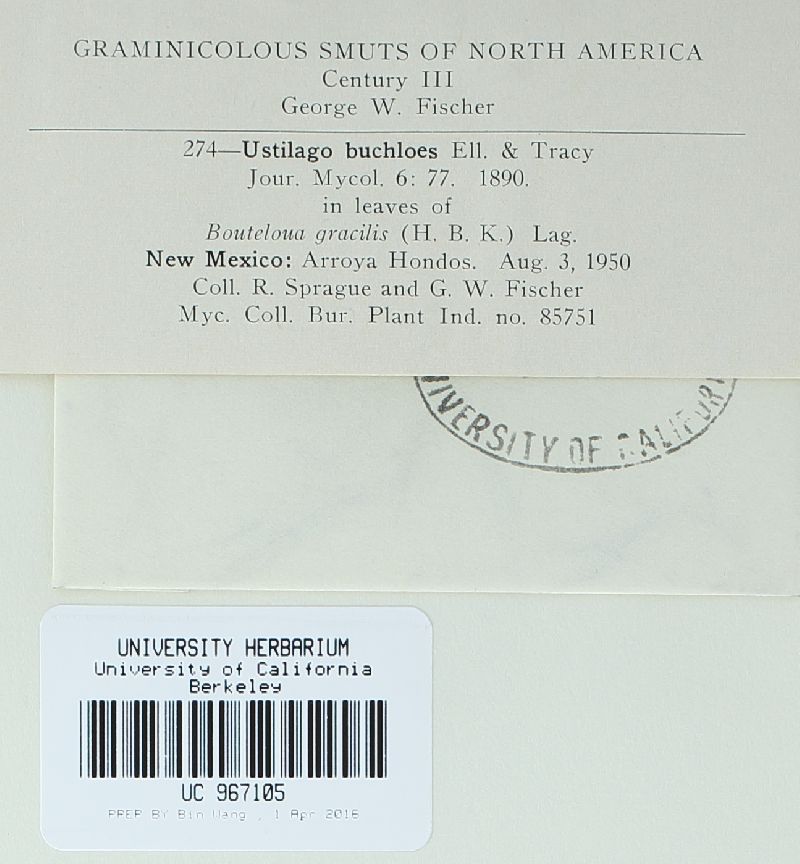 GRAMINICOLOUS SMUTS OF NORTH AMERICA
Century III
George W. Fischer
274—Ustilago buchloes Ell. & Tracy
Jour. Mycol. 6: 77. 1890.
in leaves of
Bouteloua gracilis (H. B. K.) Lag.
New Mexico: Arroya Hondos. Aug. 3, 1950
Coll. R. Sprague and G. W. Fischer
Myc. Coll. Bur. Plant Ind. no. 85751
IVERSITY OF CALIFOR
UNIVERSITY HERBARIUM
University of California
Berkeley
UC 967105
PREP BY Bin Wang , 1 Apr 2016